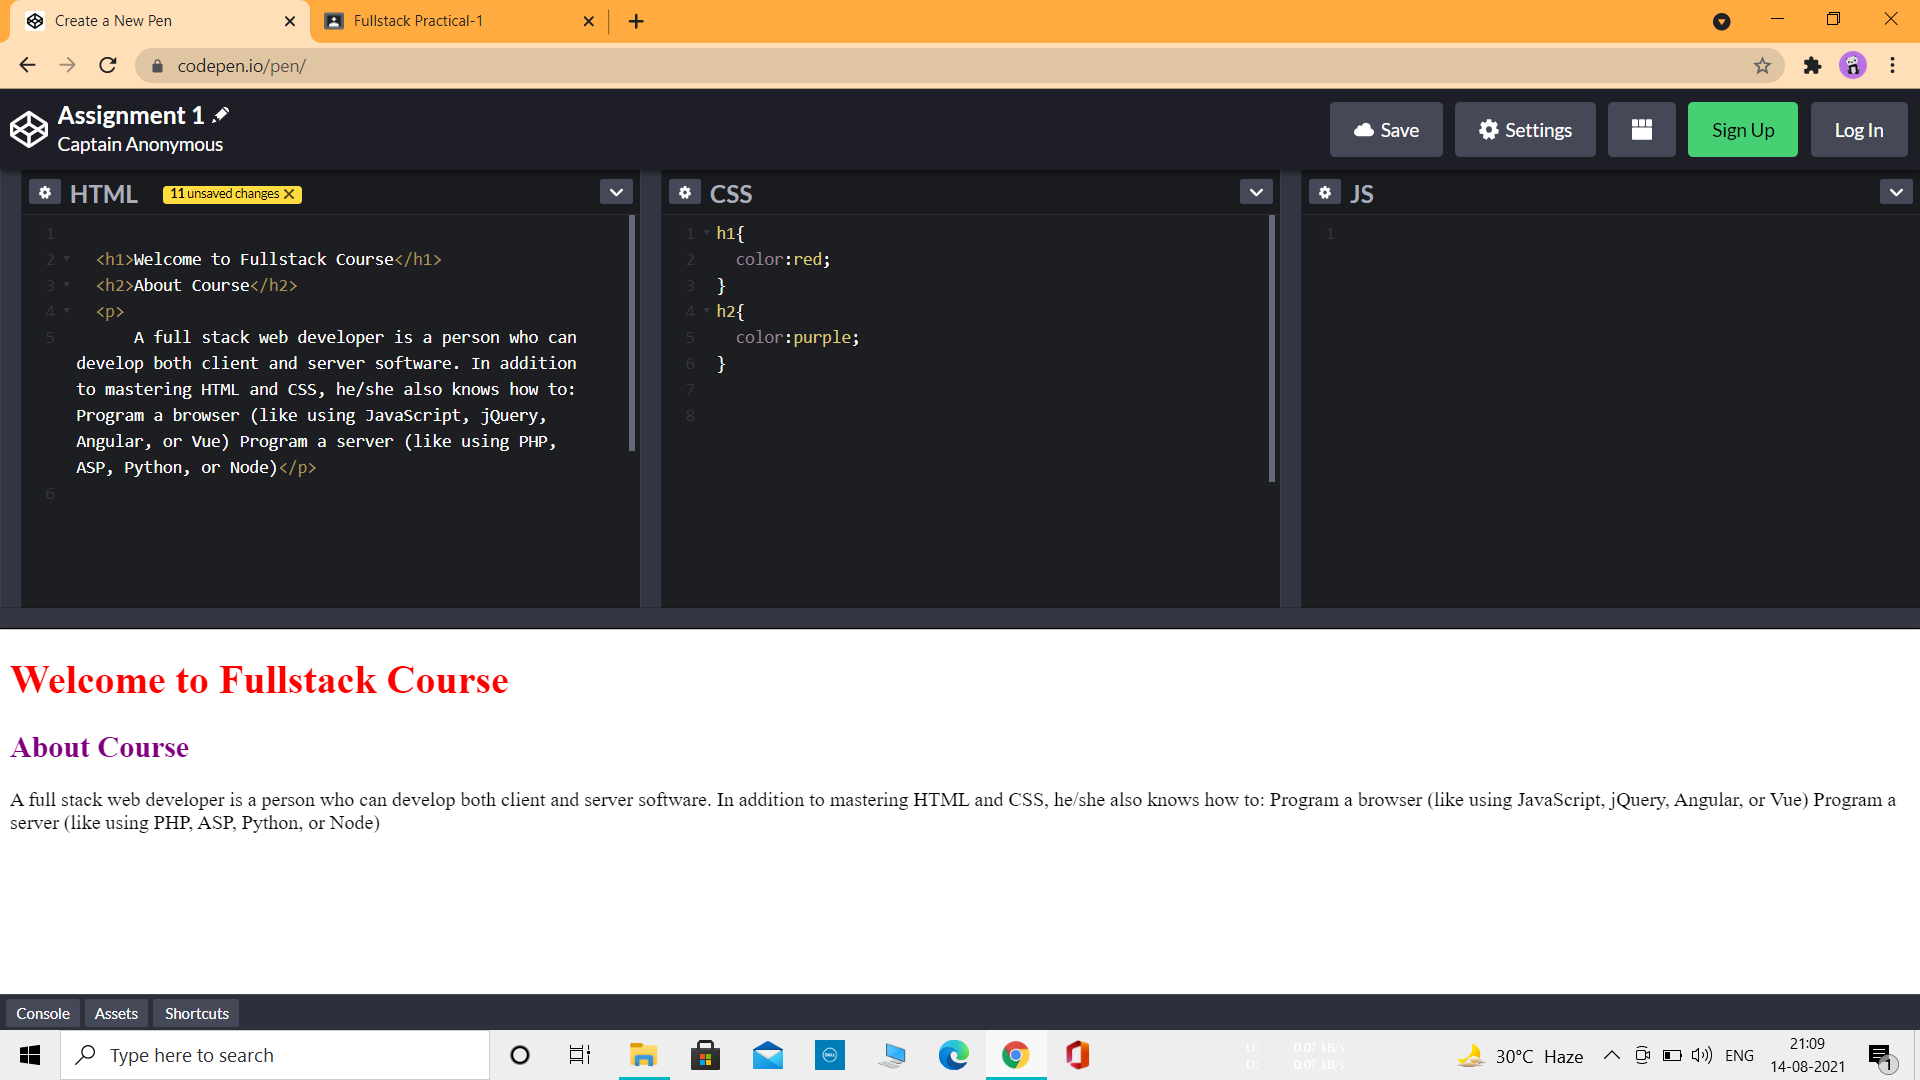 Create a New Pen
Fullstack Practical-1
codepen.io/pen/
Assignment 1
Captain Anonymous
Save
Settings
Sign Up
Log In
HTML
11 unsaved changes
CSS
JS
1
2 <h1>Welcome to Fullstack Course</h1>
3 <h2>About Course</h2>
4 <p>
5 A full stack web developer is a person who can
develop both client and server software. In addition
to mastering HTML and CSS, he/she also knows how to:
Program a browser (like using JavaScript, jQuery,
Angular, or Vue) Program a server (like using PHP,
ASP, Python, or Node)</p>
6
1 h1{
2 color:red;
3 }
4 h2{
5 color:purple;
6 }
7
8
1
Welcome to Fullstack Course
About Course
A full stack web developer is a person who can develop both client and server software. In addition to mastering HTML and CSS, he/she also knows how to: Program a browser (like using JavaScript, jQuery, Angular, or Vue) Program a
server (like using PHP, ASP, Python, or Node)
Console
Assets
Shortcuts
Type here to search
DELL
U: 0.07 kB/s
D: 0.07 kB/s
30°C Haze
ENG
21:09
14-08-2021
1